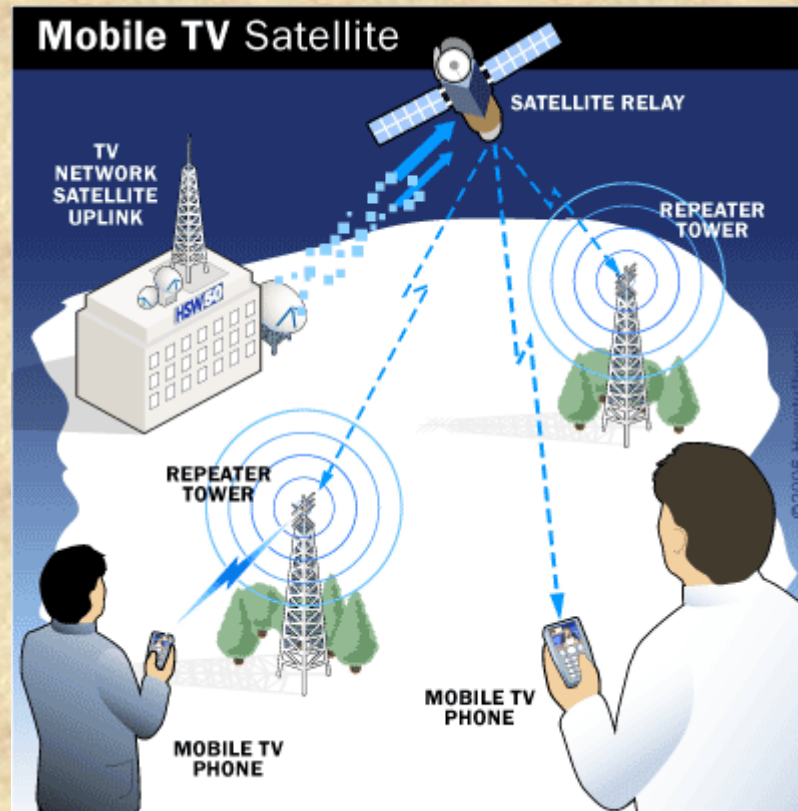 Mobile TV Satellite
SATELLITE RELAY
TV
NETWORK
SATELLITE
UPLINK
REPEATER
TOWER
HSW50
REPEATER
TOWER
MOBILE TV
PHONE
MOBILE TV
PHONE